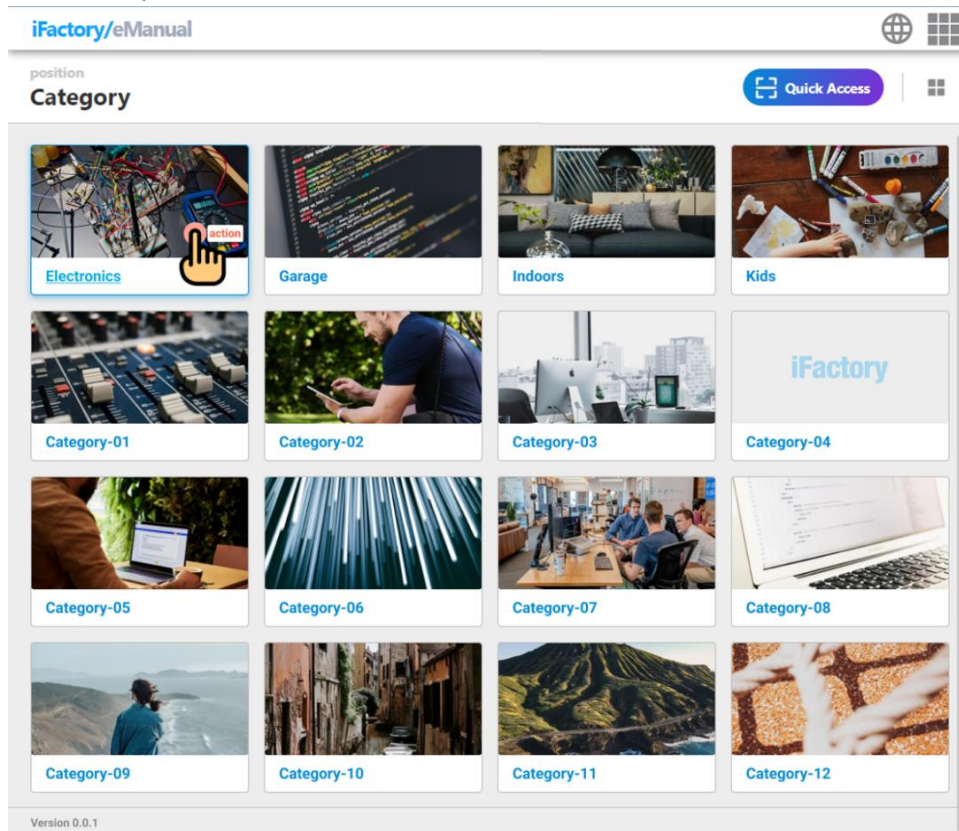 iFactory/eManual
position
Category
Quick Access
action
Electronics
Garage
Indoors
Kids
iFactory
Category-01
Category-02
Category-03
Category-04
Category-05
Category-06
Category-07
Category-08
Category-09
Category-10
Category-11
Category-12
Version 0.0.1